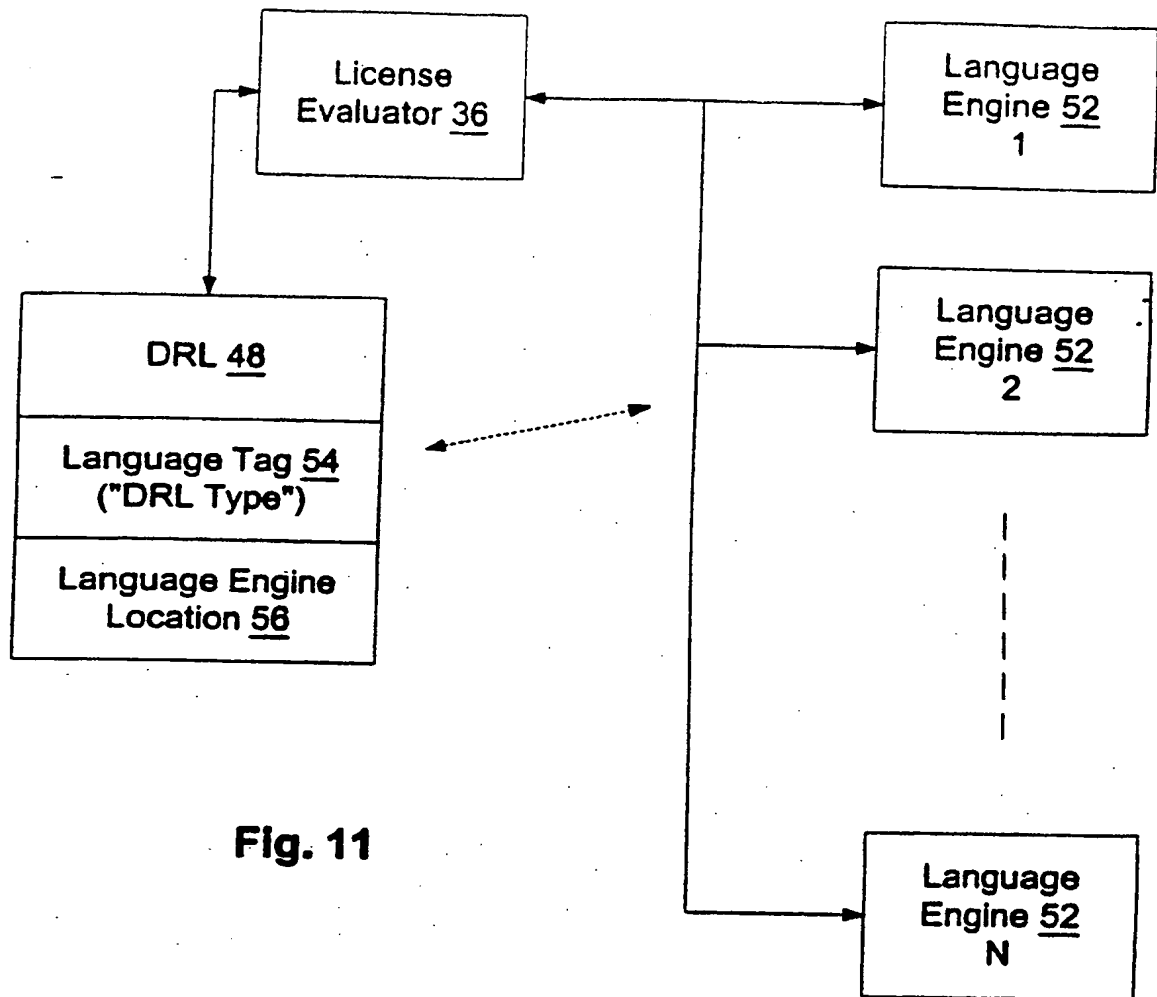 License
Evaluator 36
Language
Engine 52
1
DRL 48
Language Tag 54
("DRL Type")
Language Engine
Location 56
Language
Engine 52
2
Language
Engine 52
N
Fig. 11